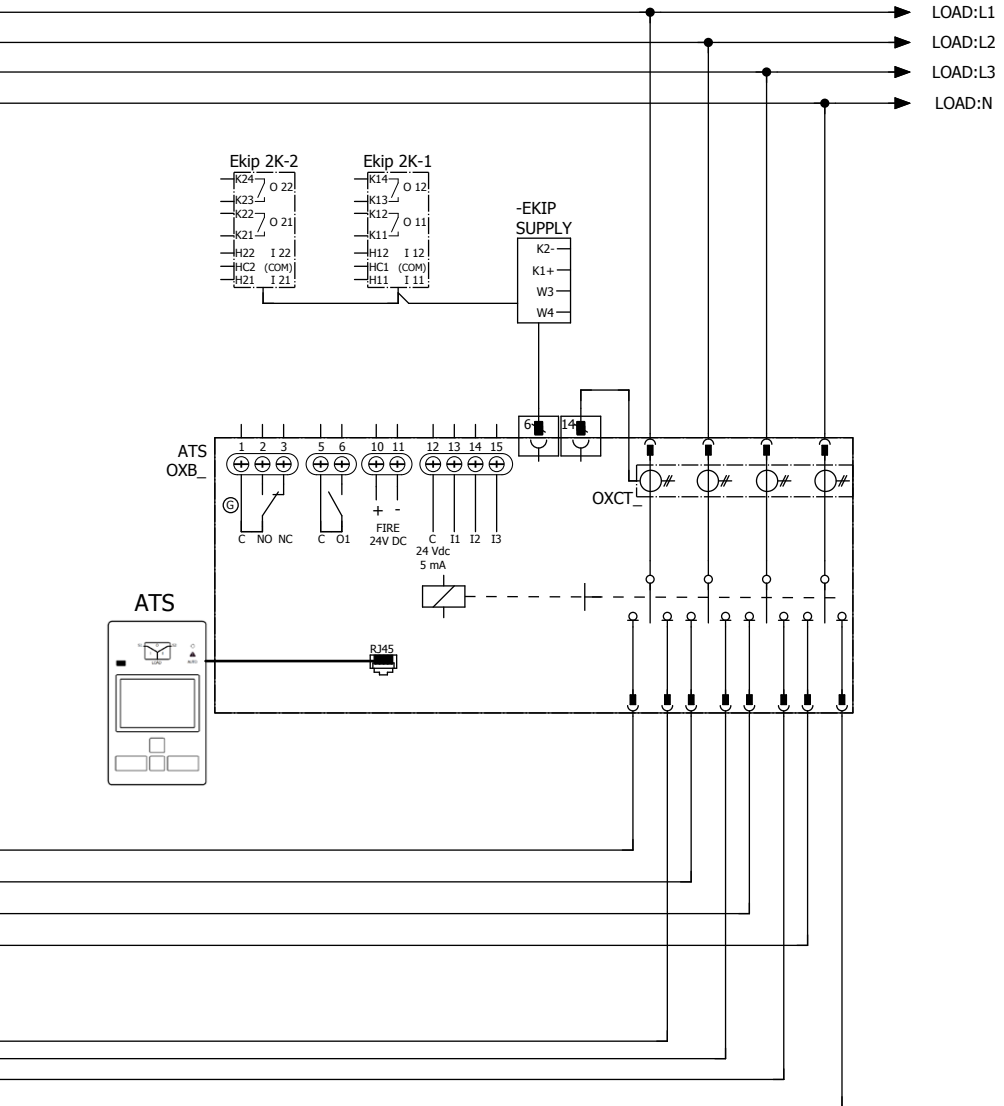 LOAD:L1
LOAD:L2
LOAD:L3
LOAD:N
Ekip 2K-2
K24
O 22
K23
K22
O 21
K21
H22 I 22
HC2 (COM)
H21 I 21
Ekip 2K-1
K14
O 12
K13
K12
O 11
K11
H12 I 12
HC1 (COM)
H11 I 11
-EKIP
SUPPLY
K2-
K1+
W3
W4
6
14
ATS
OXB_
1 2 3 5 6 10 11 12 13 14 15
G
+ -
C NO NC
C O1
FIRE
24V DC
C I1 I2 I3
24 Vdc
5 mA
OXCT_
ATS
RJ45
LOAD
AUTO